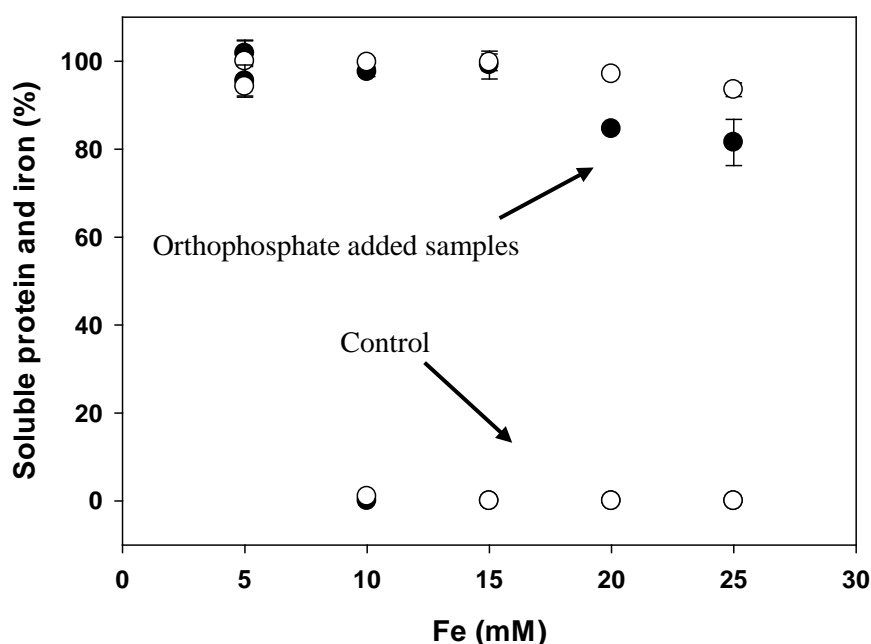 100
80
60
40
20
0
Soluble protein and iron (%)
Orthophosphate added samples
Control
0 5 10 15 20 25 30
Fe (mM)